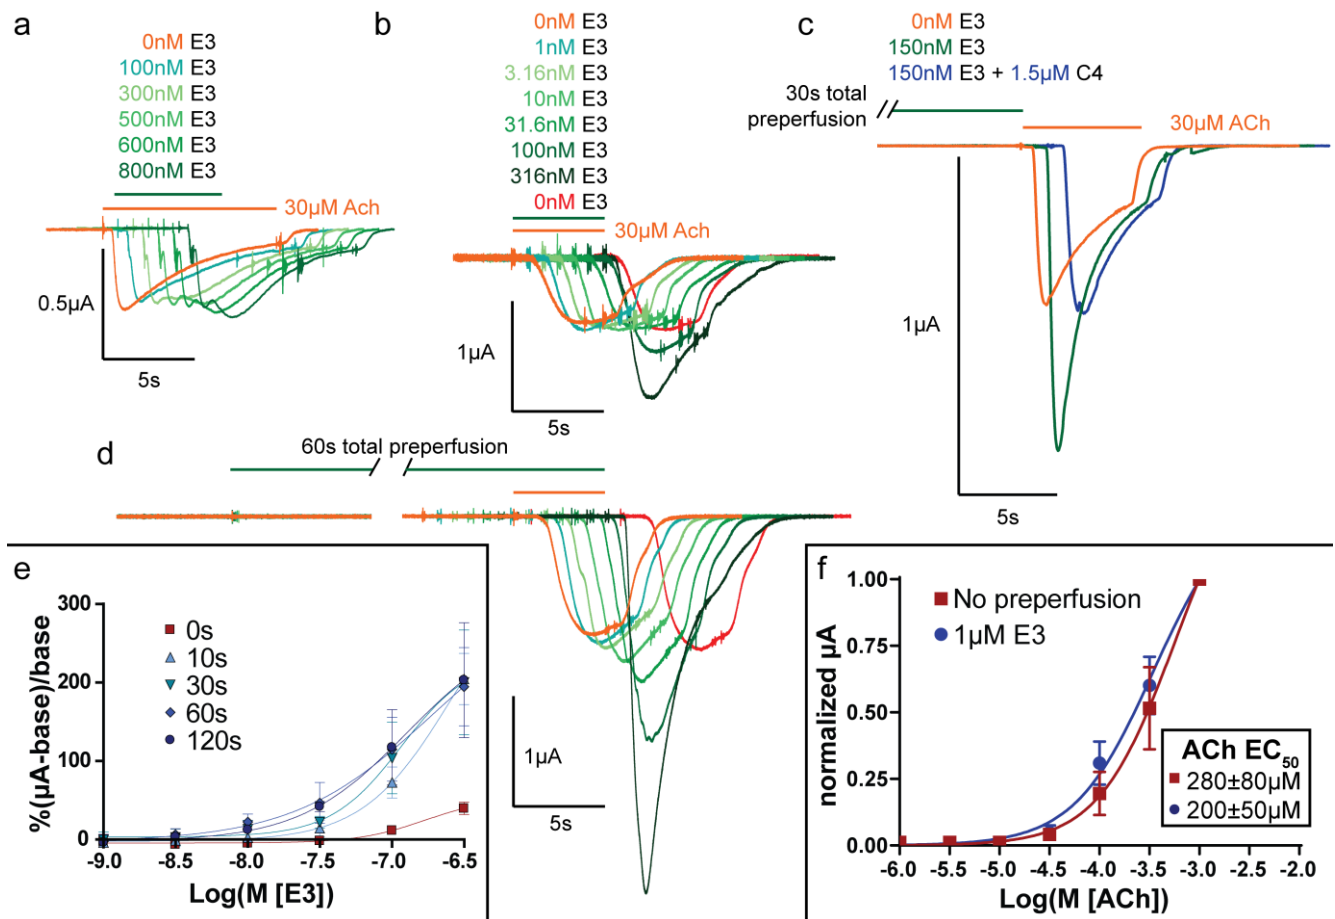 a
0nM E3
100nM E3
300nM E3
500nM E3
600nM E3
800nM E3
30µM Ach
0.5µA
5s
b
0nM E3
1nM E3
3.16nM E3
10nM E3
31.6nM E3
100nM E3
316nM E3
0nM E3
30µM Ach
1µA
5s
c
0nM E3
150nM E3
150nM E3 + 1.5µM C4
30s total
preperfusion
30µM ACh
1µA
5s
d
60s total preperfusion
1µA
5s
e
%(µA-base)/base
300
200
100
0
0s
10s
30s
60s
120s
-9.0 -8.5 -8.0 -7.5 -7.0 -6.5
Log(M [E3])
f
normalized µA
1.00
0.75
0.50
0.25
0.00
No preperfusion
1µM E3
ACh EC50
280±80µM
200±50µM
-6.0 -5.5 -5.0 -4.5 -4.0 -3.5 -3.0 -2.5 -2.0
Log(M [ACh])